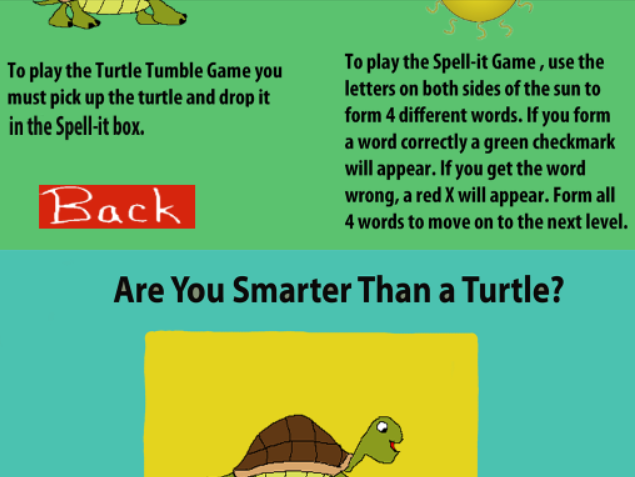 To play the Turtle Tumble Game you
must pick up the turtle and drop it
in the Spell-it box.
Back
To play the Spell-it Game , use the
letters on both sides of the sun to
form 4 different words. If you form
a word correctly a green checkmark
will appear. If you get the word
wrong, a red X will appear. Form all
4 words to move on to the next level.
Are You Smarter Than a Turtle?